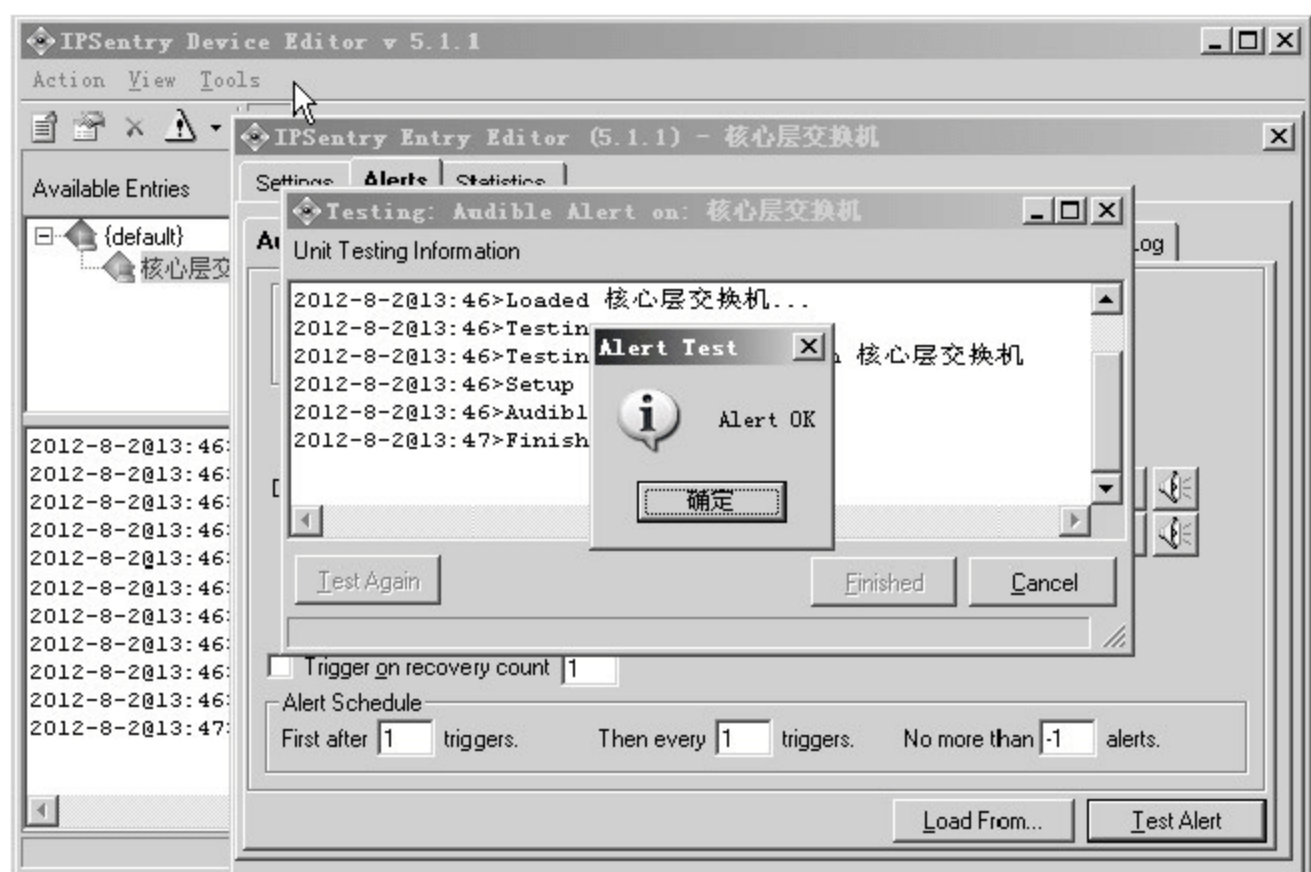 IPSentry Device Editor v 5.1.1
Action View Tools
IPSentry Entry Editor (5.1.1) - 核心层交换机
Available Entries
Settings Alerts Statistics
Testing: Audible Alert on: 核心层交换机
{default}
核心层交
Unit Testing Information
Log
2012-8-2@13:46>Loaded 核心层交换机...
2012-8-2@13:46>Testin
2012-8-2@13:46>Testin 核心层交换机
2012-8-2@13:46>Setup
2012-8-2@13:46>Audibl
2012-8-2@13:47>Finish
Alert Test
Alert OK
确定
2012-8-2@13:46
2012-8-2@13:46
2012-8-2@13:46
2012-8-2@13:46
2012-8-2@13:46
2012-8-2@13:46
2012-8-2@13:46
2012-8-2@13:46
2012-8-2@13:46
2012-8-2@13:46
2012-8-2@13:47
Test Again Finished Cancel
Trigger on recovery count 1
Alert Schedule
First after 1 triggers. Then every 1 triggers. No more than -1 alerts.
Load From... Test Alert